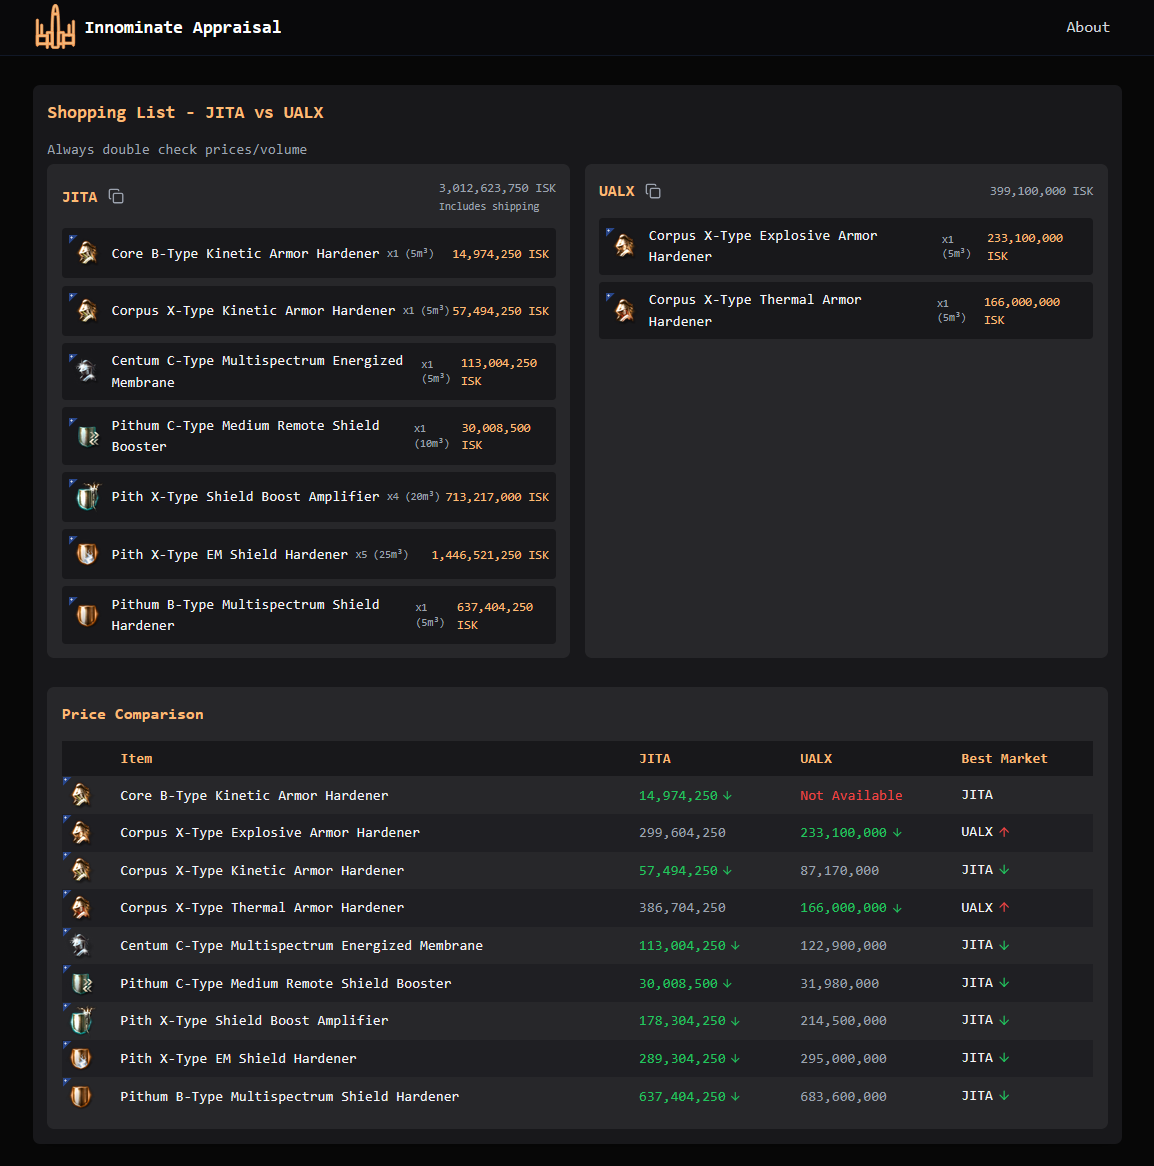 Innominate Appraisal
About
Shopping List - JITA vs UALX
Always double check prices/volume
JITA
3,012,623,750 ISK
Includes shipping
Core B-Type Kinetic Armor Hardener x1 (5m³) 14,974,250 ISK
Corpus X-Type Kinetic Armor Hardener x1 (5m³) 57,494,250 ISK
Centum C-Type Multispectrum Energized
Membrane
x1
(5m³)
113,004,250
ISK
Pithum C-Type Medium Remote Shield
Booster
x1
(10m³)
30,008,500
ISK
Pith X-Type Shield Boost Amplifier x4 (20m³) 713,217,000 ISK
Pith X-Type EM Shield Hardener x5 (25m³) 1,446,521,250 ISK
Pithum B-Type Multispectrum Shield
Hardener
x1
(5m³)
637,404,250
ISK
UALX
399,100,000 ISK
Corpus X-Type Explosive Armor
Hardener
x1
(5m³)
233,100,000
ISK
Corpus X-Type Thermal Armor
Hardener
x1
(5m³)
166,000,000
ISK
Price Comparison
Item JITA UALX Best Market
Core B-Type Kinetic Armor Hardener 14,974,250 ↓ Not Available JITA
Corpus X-Type Explosive Armor Hardener 299,604,250 233,100,000 ↓ UALX ↑
Corpus X-Type Kinetic Armor Hardener 57,494,250 ↓ 87,170,000 JITA ↓
Corpus X-Type Thermal Armor Hardener 386,704,250 166,000,000 ↓ UALX ↑
Centum C-Type Multispectrum Energized Membrane 113,004,250 ↓ 122,900,000 JITA ↓
Pithum C-Type Medium Remote Shield Booster 30,008,500 ↓ 31,980,000 JITA ↓
Pith X-Type Shield Boost Amplifier 178,304,250 ↓ 214,500,000 JITA ↓
Pith X-Type EM Shield Hardener 289,304,250 ↓ 295,000,000 JITA ↓
Pithum B-Type Multispectrum Shield Hardener 637,404,250 ↓ 683,600,000 JITA ↓